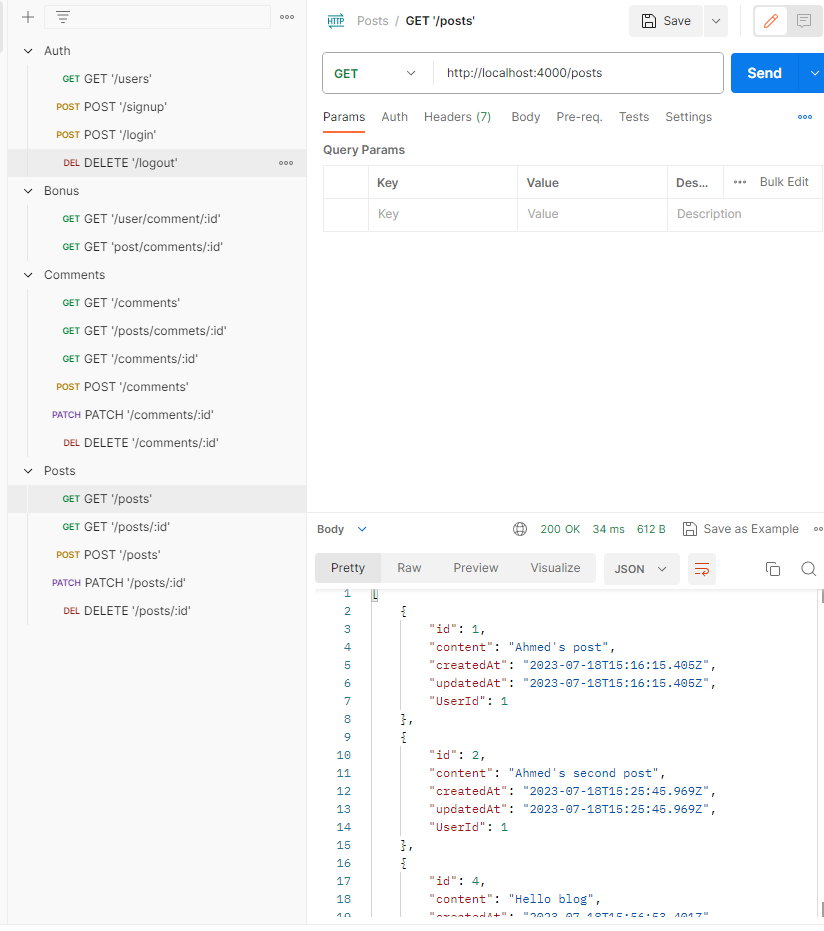 Auth
GET GET '/users'
POST POST '/signup'
POST POST '/login'
DEL DELETE '/logout'
Bonus
GET GET '/user/comment/:id'
GET GET 'post/comments/:id'
Comments
GET GET '/comments'
GET GET '/posts/commets/:id'
GET GET '/comments/:id'
POST POST '/comments'
PATCH PATCH '/comments/:id'
DEL DELETE '/comments/:id'
Posts
GET GET '/posts'
GET GET '/posts/:id'
POST POST '/posts'
PATCH PATCH '/posts/:id'
DEL DELETE '/posts/:id'
HTTP Posts / GET '/posts' Save
GET http://localhost:4000/posts Send
Params Auth Headers (7) Body Pre-req. Tests Settings
Query Params
Key Value Des... Bulk Edit
Key Value Description
Body 200 OK 34 ms 612 B Save as Example
Pretty Raw Preview Visualize JSON
1 [
2 {
3 "id": 1,
4 "content": "Ahmed's post",
5 "createdAt": "2023-07-18T15:16:15.405Z",
6 "updatedAt": "2023-07-18T15:16:15.405Z",
7 "UserId": 1
8 },
9 {
10 "id": 2,
11 "content": "Ahmed's second post",
12 "createdAt": "2023-07-18T15:25:45.969Z",
13 "updatedAt": "2023-07-18T15:25:45.969Z",
14 "UserId": 1
15 },
16 {
17 "id": 4,
18 "content": "Hello blog",
19 "createdAt": "2023-07-18T15:56:53.401Z"